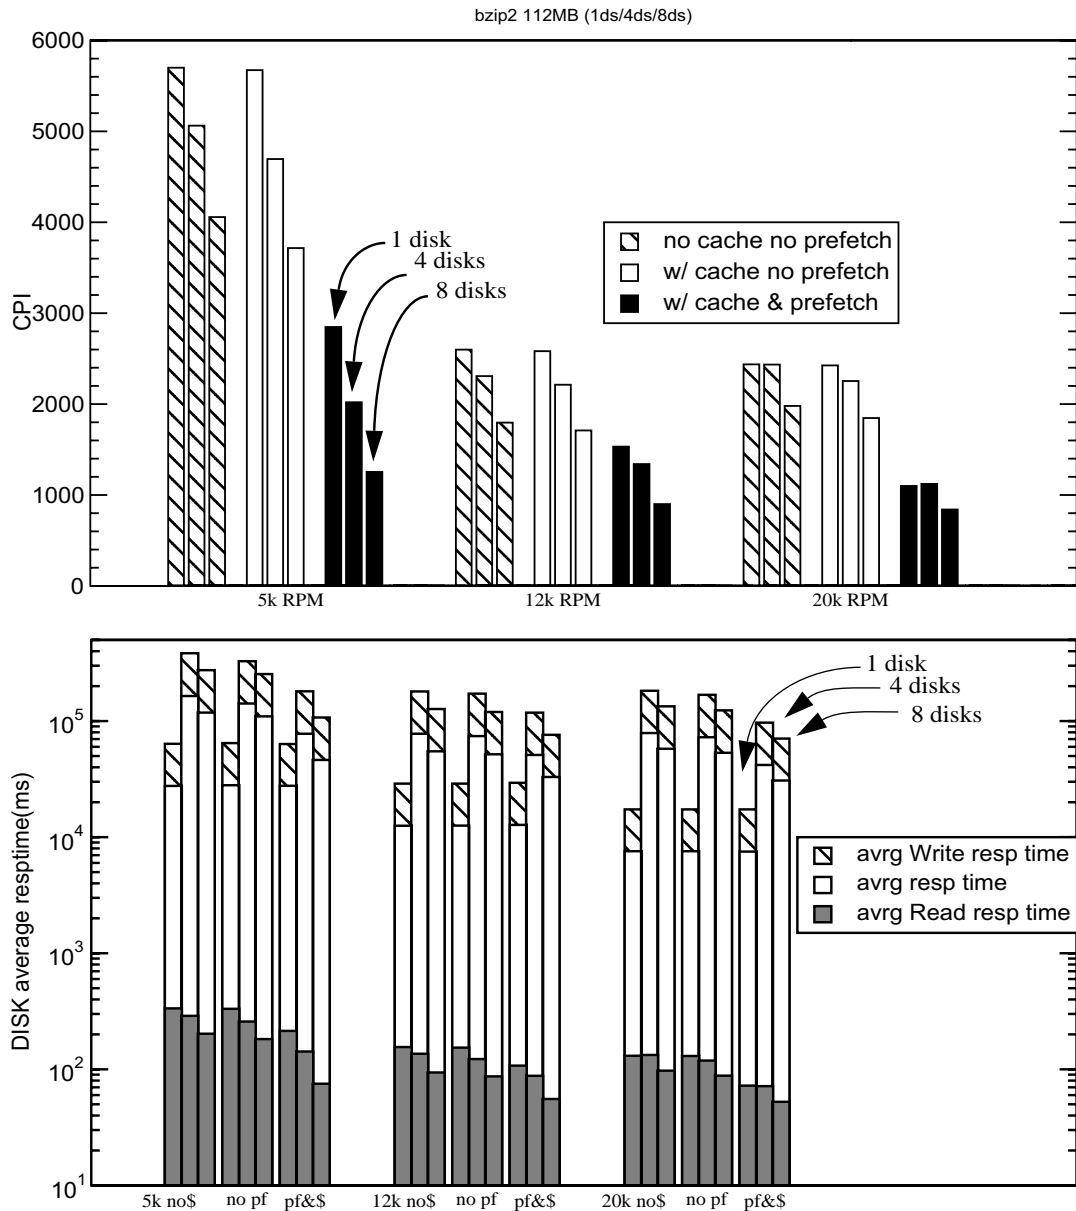 bzip2 112MB (1ds/4ds/8ds)
6000
5000
4000
3000
2000
1000
0
CPI
1 disk
4 disks
8 disks
no cache no prefetch
w/ cache no prefetch
w/ cache & prefetch
5k RPM
12k RPM
20k RPM
10^5
10^4
10^3
10^2
10^1
DISK average resptime(ms)
1 disk
4 disks
8 disks
avrg Write resp time
avrg resp time
avrg Read resp time
5k no$ no pf pf&$ 12k no$ no pf pf&$ 20k no$ no pf pf&$